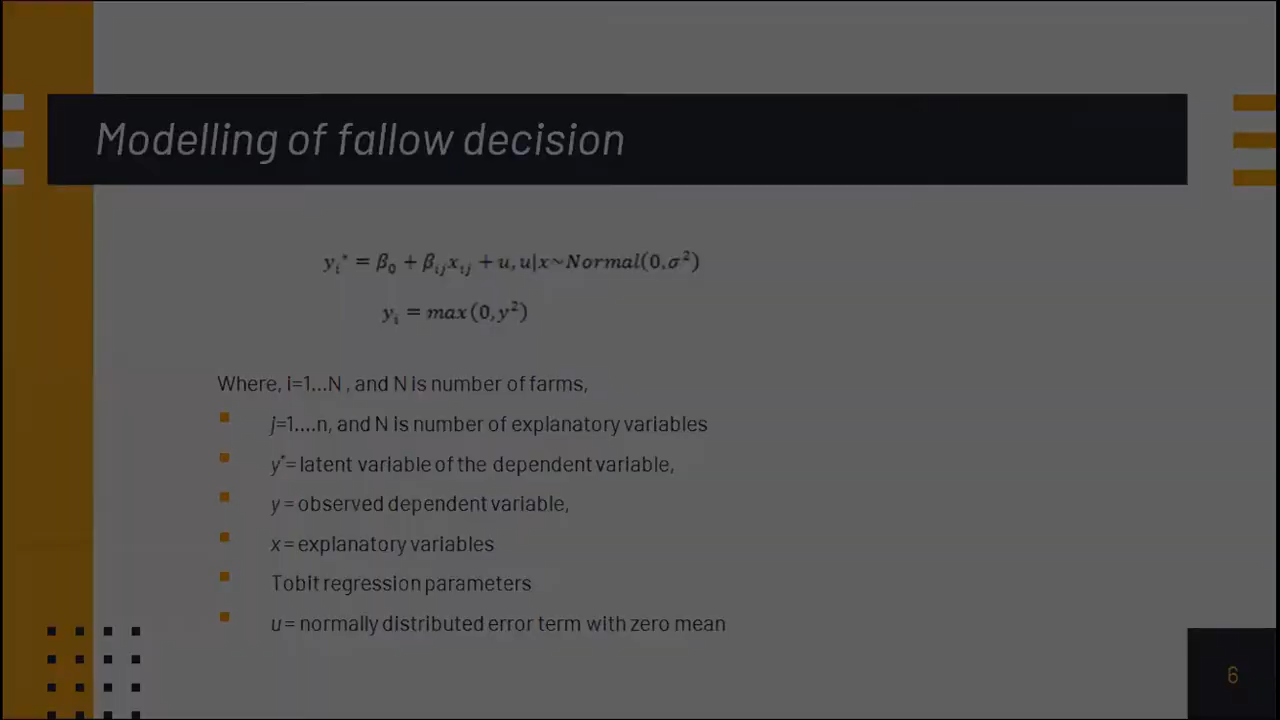 Modelling of fallow decision
yᵢ* = β₀ + βᵢⱼxᵢⱼ + u, u|x~Normal(0, σ²)
yᵢ = max(0, y²)
Where, i=1...N , and N is number of farms,
j=1....n, and N is number of explanatory variables
y*= latent variable of the dependent variable,
y = observed dependent variable,
x = explanatory variables
Tobit regression parameters
u = normally distributed error term with zero mean
6